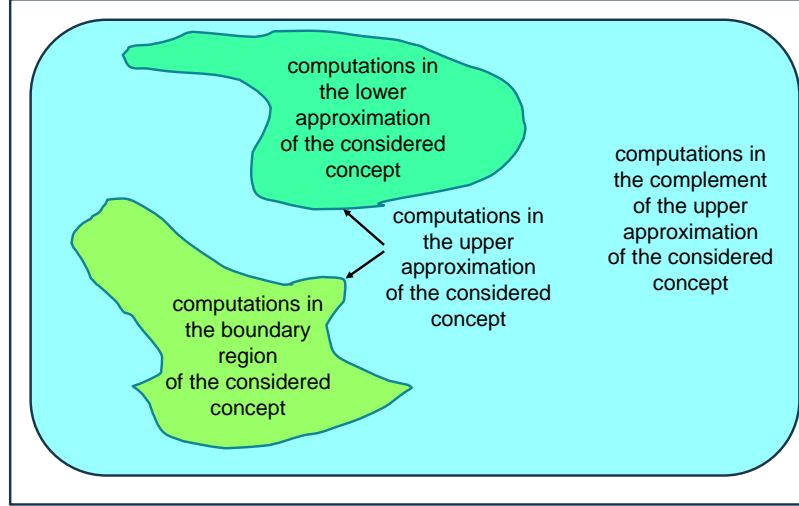 computations in
the lower
approximation
of the considered
concept
computations in
the complement
of the upper
approximation
of the considered
concept
computations in
the upper
approximation
of the considered
concept
computations in
the boundary
region
of the considered
concept